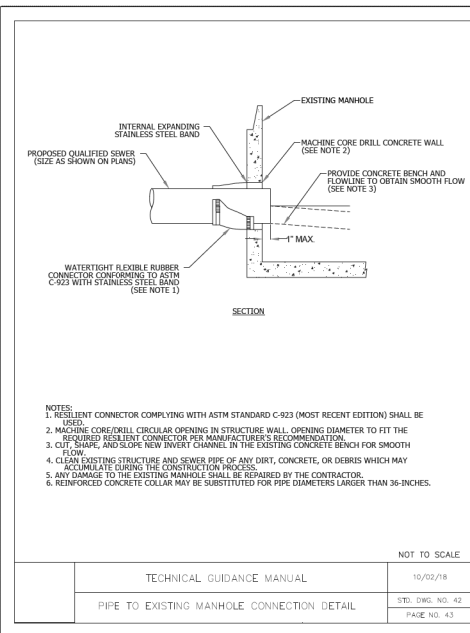 EXISTING MANHOLE
INTERNAL EXPANDING
STAINLESS STEEL BAND
MACHINE CORE DRILL CONCRETE WALL
(SEE NOTE 2)
PROPOSED QUALIFIED SEWER
(SIZE AS SHOWN ON PLANS)
PROVIDE CONCRETE BENCH AND
FLOWLINE TO OBTAIN SMOOTH FLOW
(SEE NOTE 3)
1" MAX.
WATERTIGHT FLEXIBLE RUBBER
CONNECTOR CONFORMING TO ASTM
C-923 WITH STAINLESS STEEL BAND
(SEE NOTE 1)
SECTION
NOTES:
1. RESILIENT CONNECTOR COMPLYING WITH ASTM STANDARD C-923 (MOST RECENT EDITION) SHALL BE
USED.
2. MACHINE CORE/DRILL CIRCULAR OPENING IN STRUCTURE WALL. OPENING DIAMETER TO FIT THE
REQUIRED RESILIENT CONNECTOR PER MANUFACTURER'S RECOMMENDATION.
3. CUT, SHAPE, AND SLOPE NEW INVERT CHANNEL IN THE EXISTING CONCRETE BENCH FOR SMOOTH
FLOW.
4. CLEAN EXISTING STRUCTURE AND SEWER PIPE OF ANY DIRT, CONCRETE, OR DEBRIS WHICH MAY
ACCUMULATE DURING THE CONSTRUCTION PROCESS.
5. ANY DAMAGE TO THE EXISTING MANHOLE SHALL BE REPAIRED BY THE CONTRACTOR.
6. REINFORCED CONCRETE COLLAR MAY BE SUBSTITUTED FOR PIPE DIAMETERS LARGER THAN 36-INCHES.
NOT TO SCALE
TECHNICAL GUIDANCE MANUAL
10/02/18
PIPE TO EXISTING MANHOLE CONNECTION DETAIL
STD. DWG. NO. 42
PAGE NO. 43